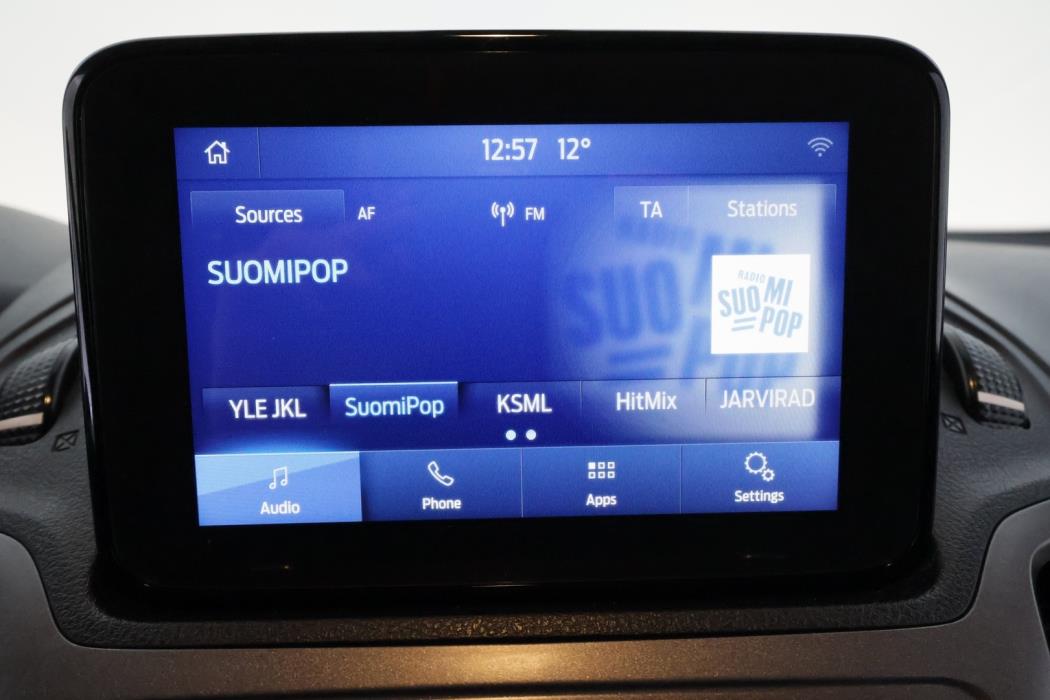 12:57 12°
Sources AF FM TA Stations
SUOMIPOP
RADIO
SUO MI
=POP
YLE JKL SuomiPop KSML HitMix JARVIRAD
Audio Phone Apps Settings